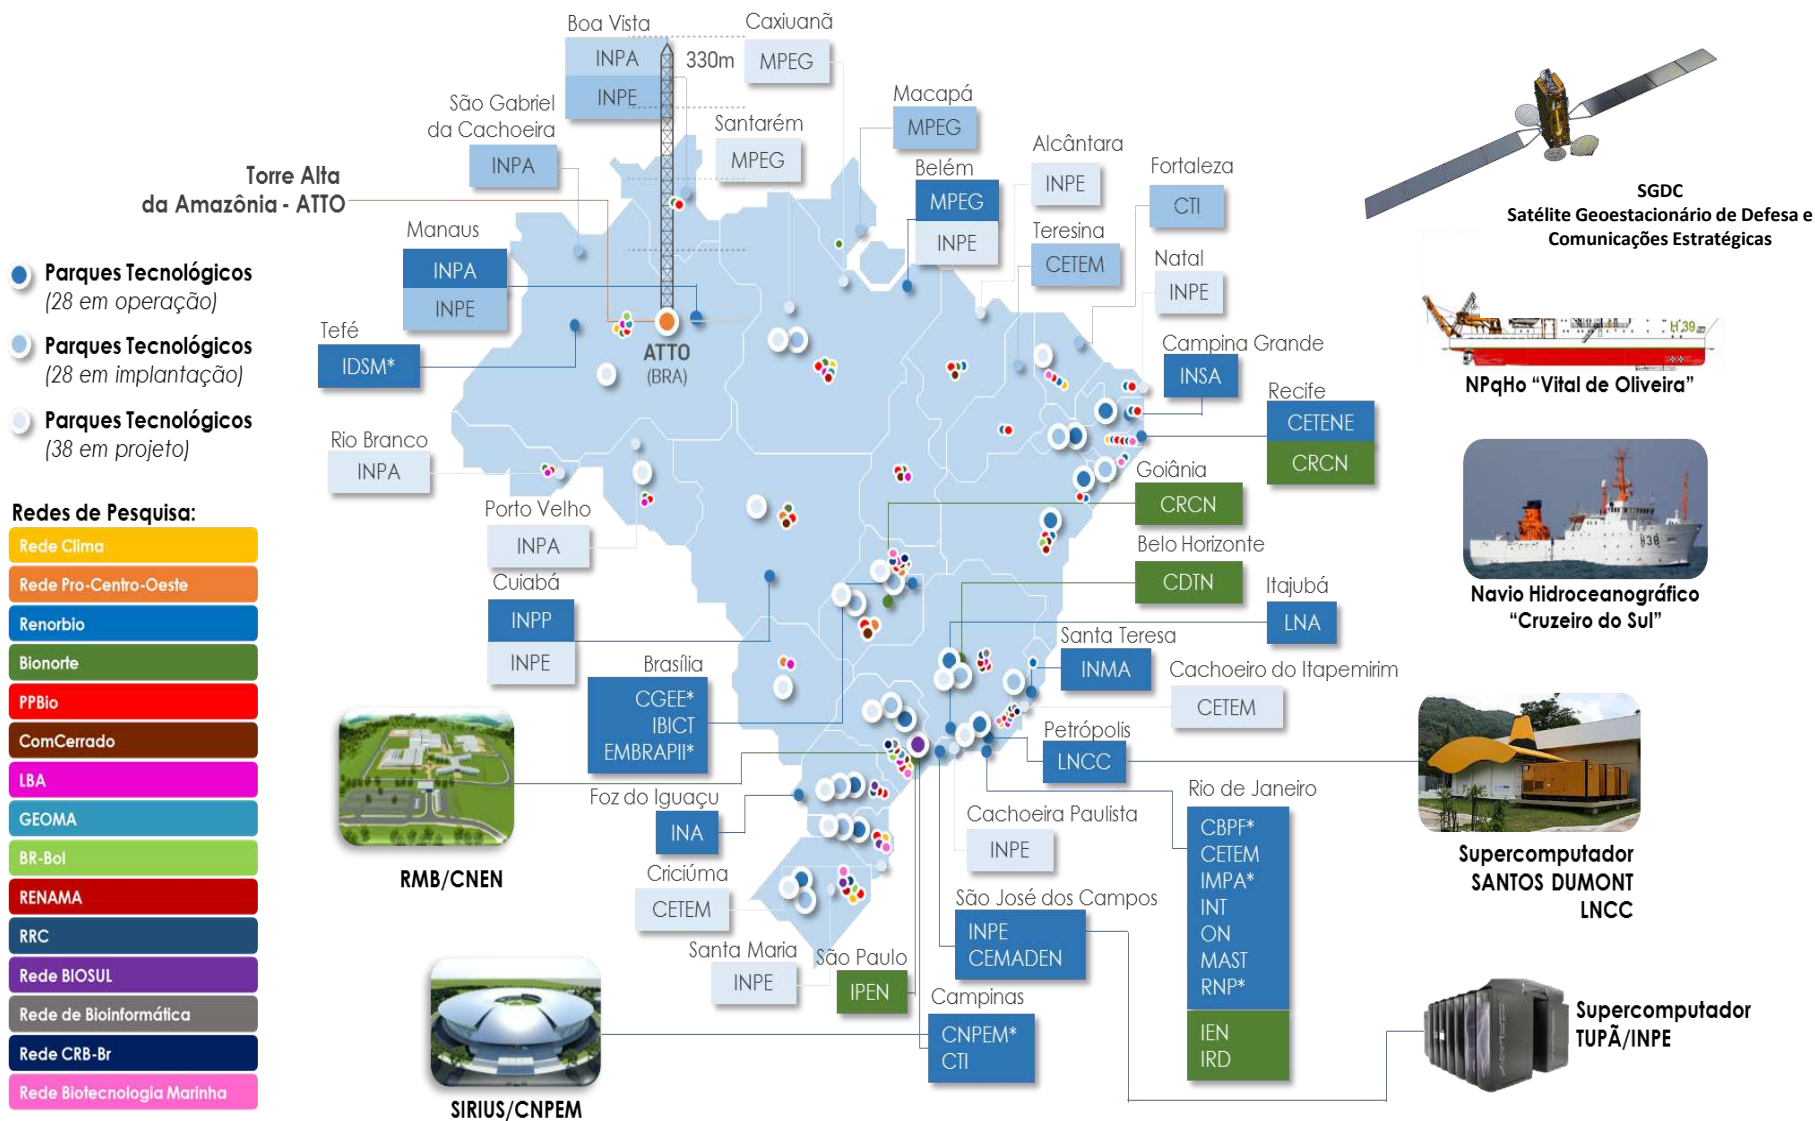 Boa Vista
INPA
INPE
330m
Caxiuanã
MPEG
São Gabriel
da Cachoeira
INPA
Santarém
MPEG
Macapá
MPEG
Belém
MPEG
INPE
Alcântara
INPE
Fortaleza
CTI
Teresina
CETEM
Natal
INPE
Torre Alta
da Amazônia - ATTO
Manaus
INPA
INPE
Tefé
IDSM*
ATTO
(BRA)
Parques Tecnológicos
(28 em operação)
Parques Tecnológicos
(28 em implantação)
Parques Tecnológicos
(38 em projeto)
Campina Grande
INSA
Recife
CETENE
CRCN
Rio Branco
INPA
Porto Velho
INPA
Cuiabá
INPP
INPE
Goiânia
CRCN
Belo Horizonte
CDTN
Itajubá
LNA
Santa Teresa
INMA
Cachoeiro do Itapemirim
CETEM
Brasília
CGEE*
IBICT
EMBRAPII*
Petrópolis
LNCC
Foz do Iguaçu
INA
Criciúma
CETEM
Santa Maria
INPE
São Paulo
IPEN
Cachoeira Paulista
INPE
São José dos Campos
INPE
CEMADEN
Campinas
CNPEM*
CTI
Rio de Janeiro
CBPF*
CETEM
IMPA*
INT
ON
MAST
RNP*
IEN
IRD
Redes de Pesquisa:
Rede Clima
Rede Pro-Centro-Oeste
Renorbio
Bionorte
PPBio
ComCerrado
LBA
GEOMA
BR-Bol
RENAMA
RRC
Rede BIOSUL
Rede de Bioinformática
Rede CRB-Br
Rede Biotecnologia Marinha
RMB/CNEN
SIRIUS/CNPEM
SGDC
Satélite Geoestacionário de Defesa e
Comunicações Estratégicas
H 39
NPqHo “Vital de Oliveira”
H38
Navio Hidroceanográfico
“Cruzeiro do Sul”
Supercomputador
SANTOS DUMONT
LNCC
Supercomputador
TUPÃ/INPE